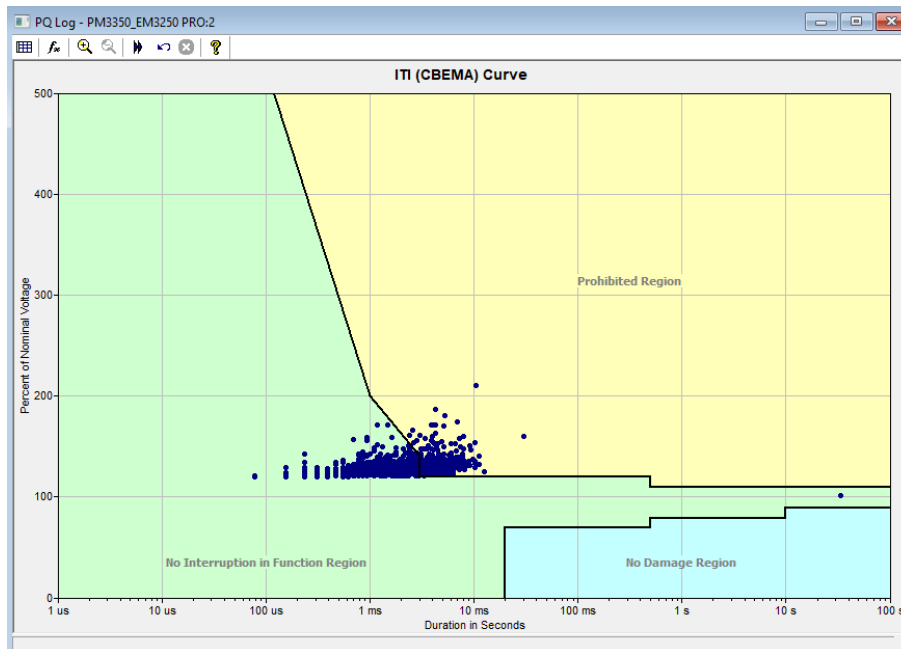 PQ Log - PM3350_EM3250 PRO:2
ITI (CBEMA) Curve
500
400
300
200
100
0
Percent of Nominal Voltage
Prohibited Region
No Interruption in Function Region
No Damage Region
1 us
10 us
100 us
1 ms
10 ms
100 ms
1 s
10 s
100 s
Duration in Seconds